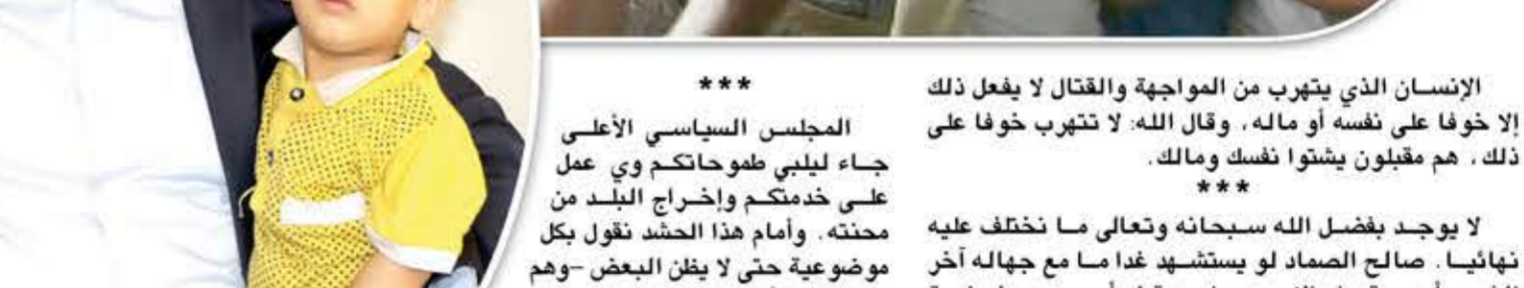 الإنسان الذي يتهرب من المواجهة والقتال لا يفعل ذلك
إلا خوفا على نفسه أو ماله، وقال الله: لا تتهرب خوفا على
ذلك، هم مقبلون يشتوا نفسك ومالك.
***
لا يوجد بفضل الله سبحانه وتعالى ما نختلف عليه
نهائيا. صالح الصماد لو يستشهد غدا ما مع جهاله آخر
***
المجلس السياسي الأعلى
جاء ليلبي طموحاتكم وي عمل
على خدمتكم وإخراج البلد من
محنته. وأمام هذا الحشد نقول بكل
موضوعية حتى لا يظن البعض -وهم